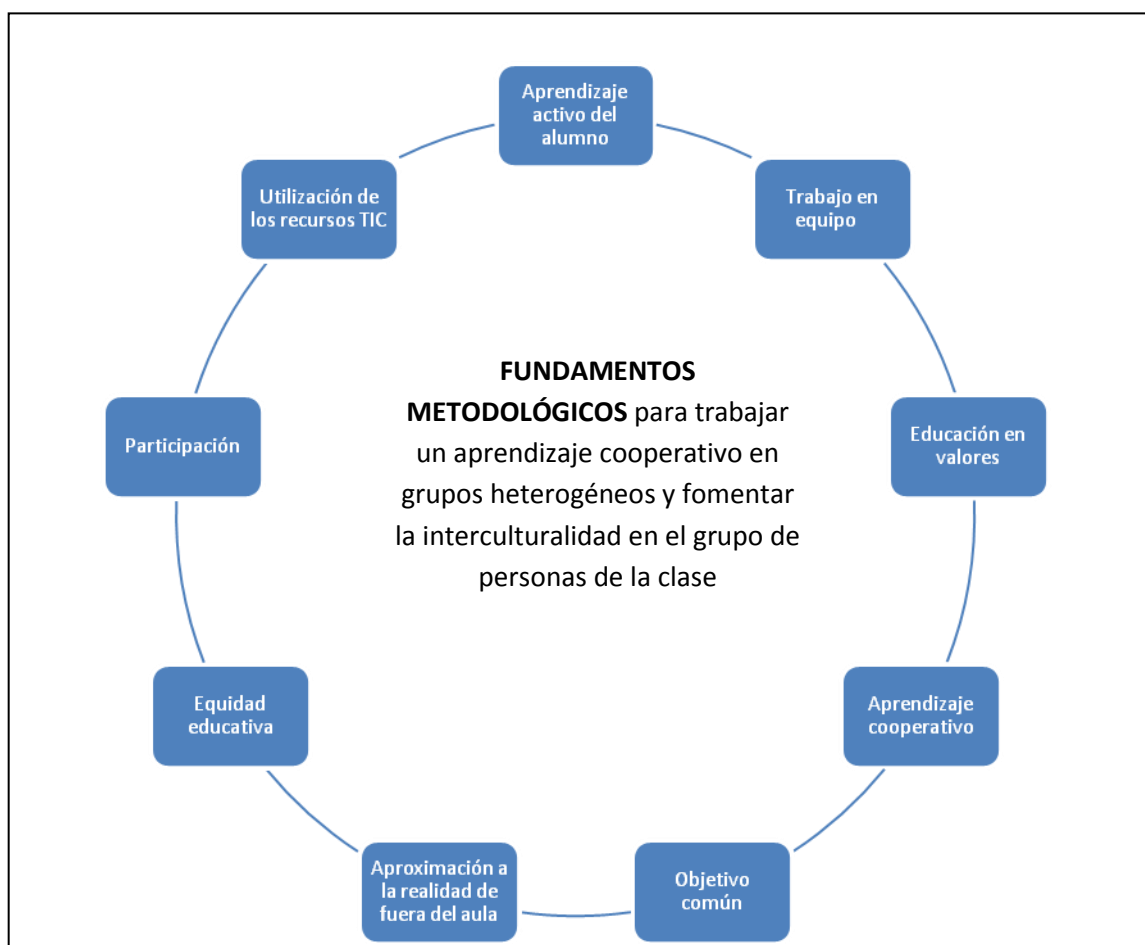 Aprendizaje
activo del
alumno
Trabajo en
equipo
Educación en
valores
Aprendizaje
cooperativo
Objetivo
común
Aproximación a
la realidad de
fuera del aula
Equidad
educativa
Participación
Utilización de
los recursos TIC
FUNDAMENTOS
METODOLÓGICOS para trabajar
un aprendizaje cooperativo en
grupos heterogéneos y fomentar
la interculturalidad en el grupo de
personas de la clase